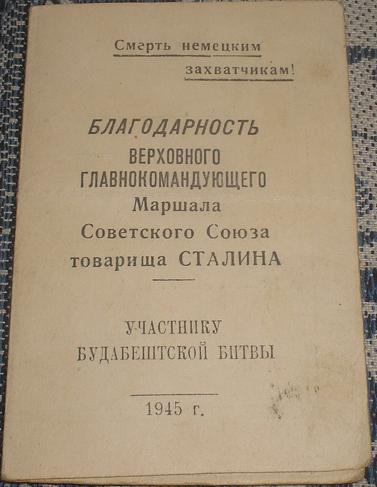 Смерть немецким
захватчикам!
БЛАГОДАРНОСТЬ
ВЕРХОВНОГО
ГЛАВНОКОМАНДУЮЩЕГО
Маршала
Советского Союза
товарища СТАЛИНА
УЧАСТНИКУ
БУДАБЕШТСКОЙ БИТВЫ
1945 г.